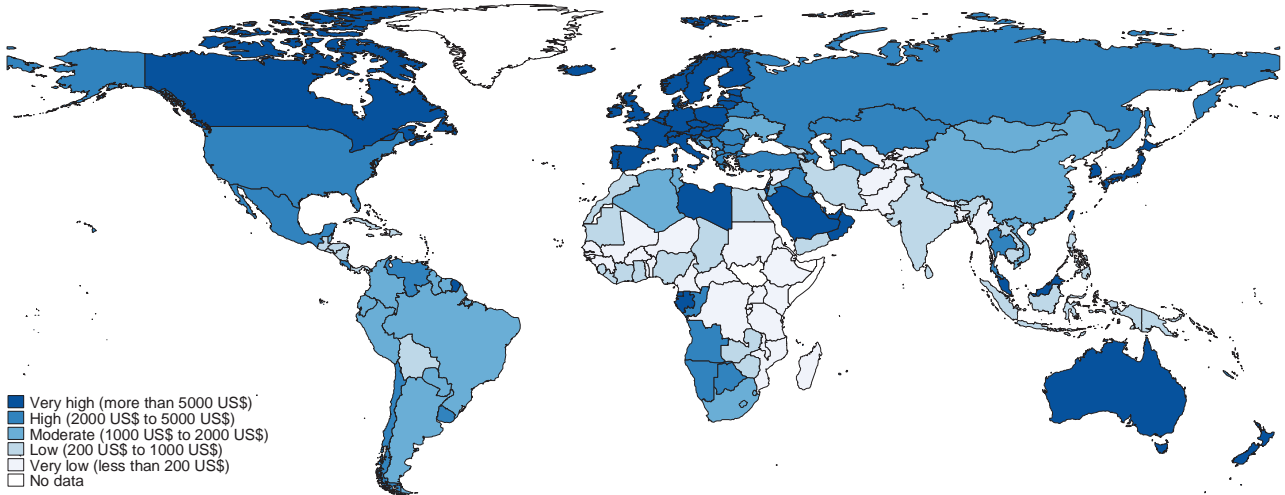 Very high (more than 5000 US$)
High (2000 US$ to 5000 US$)
Moderate (1000 US$ to 2000 US$)
Low (200 US$ to 1000 US$)
Very low (less than 200 US$)
No data